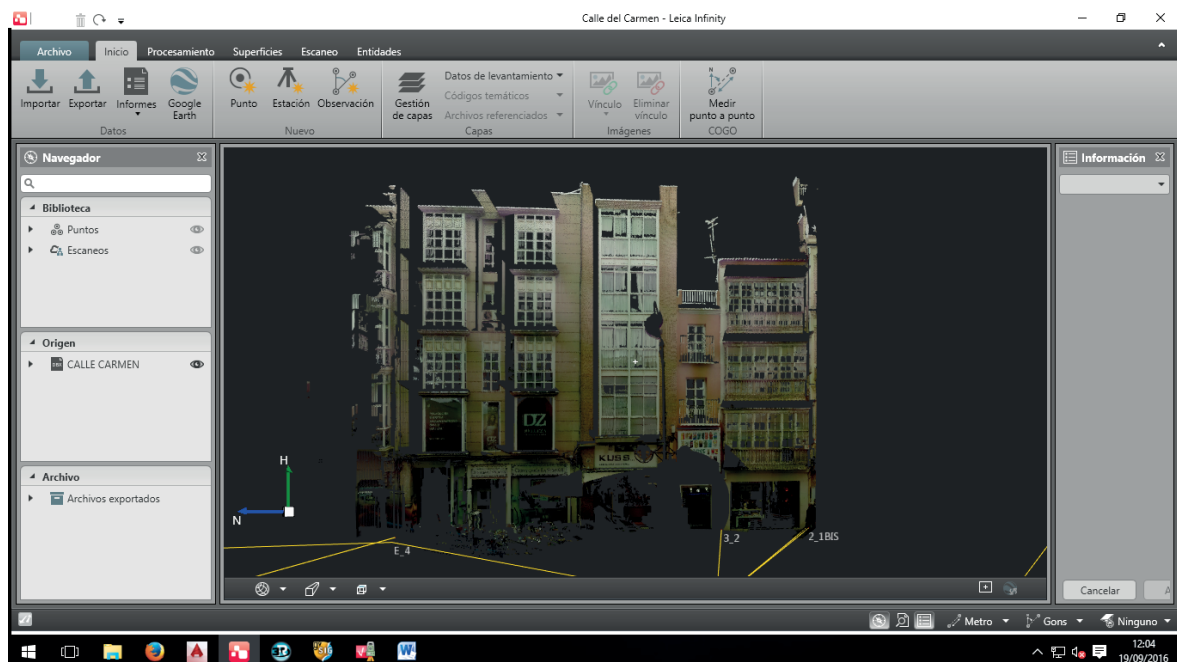 Calle del Carmen - Leica Infinity
Archivo Inicio Procesamiento Superficies Escaneo Entidades
Importar Exportar Informes Google Earth
Punto Estación Observación
Gestión de capas
Datos de levantamiento
Códigos temáticos
Archivos referenciados
Vínculo Eliminar vínculo
Medir punto a punto
Datos Nuevo Capas Imágenes COGO
Navegador
Biblioteca
Puntos
Escaneos
Origen
CALLE CARMEN
Archivo
Archivos exportados
DZ
KUSS
H
N
E_4
3_2
2_1BIS
Información
Cancelar
Metro Gons Ninguno
12:04
19/09/2016